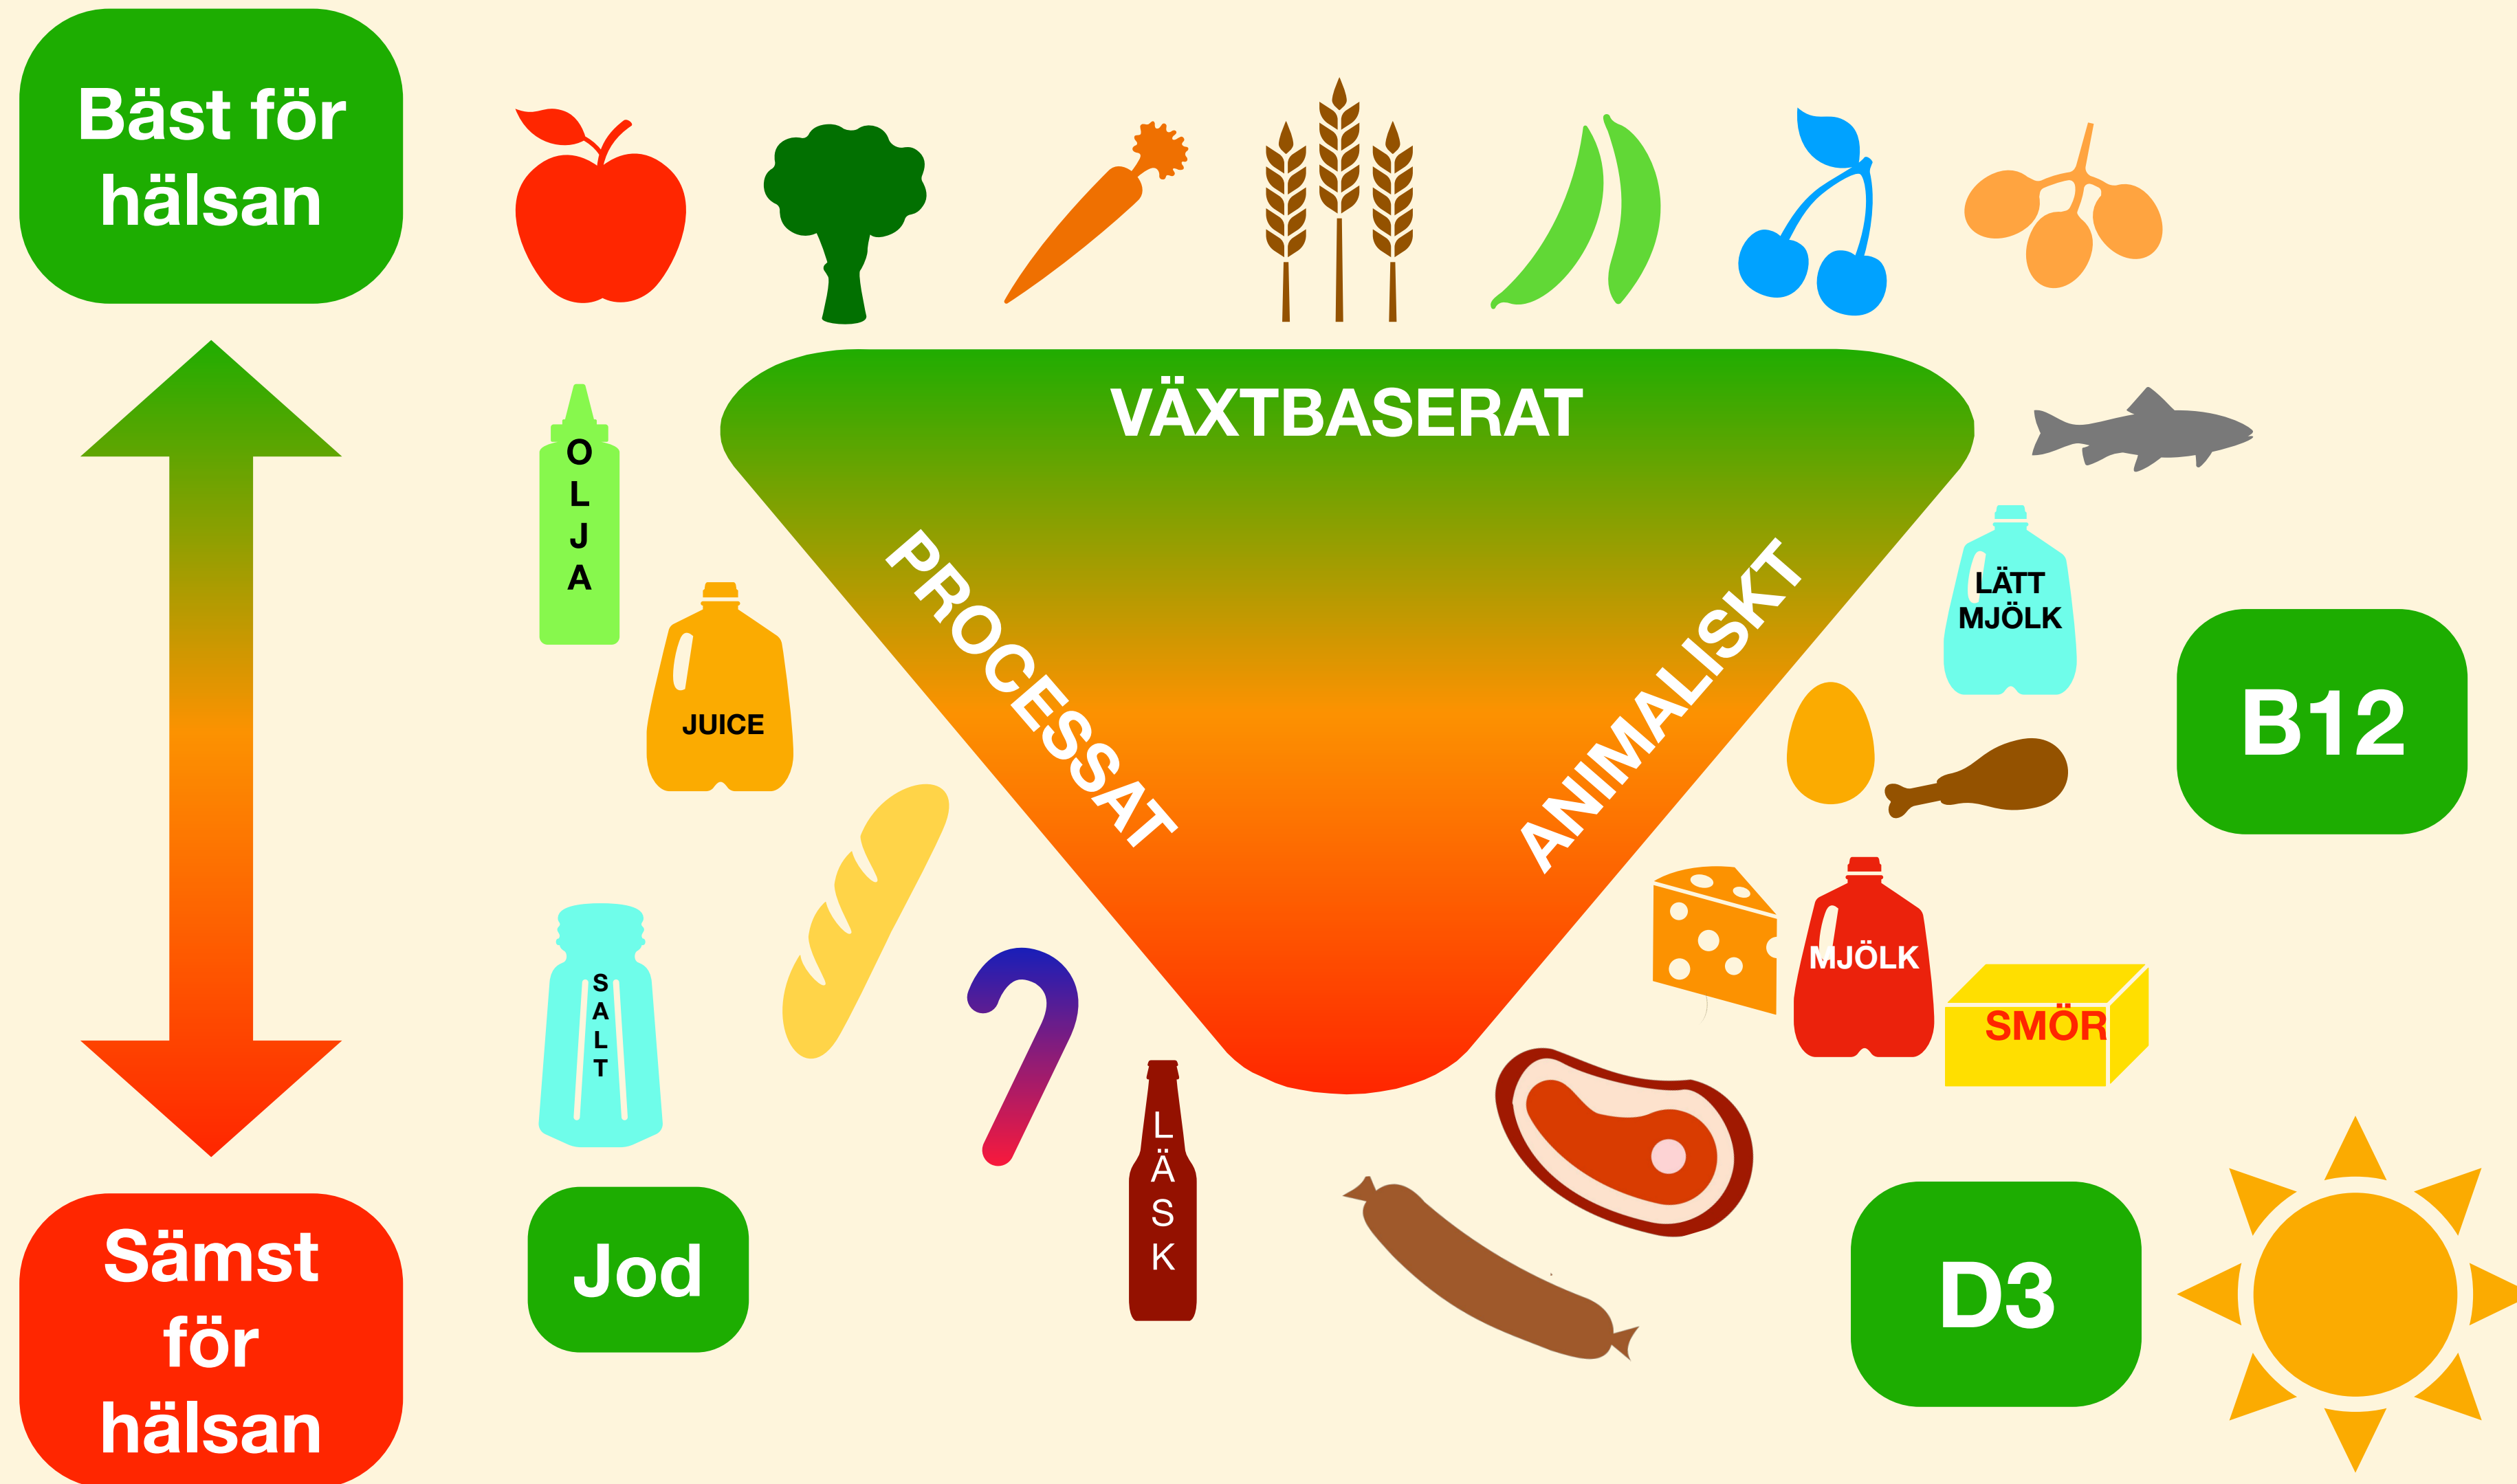 Bäst för
hälsan
VÄXTBASERAT
OLJA
PROCESSAT
ANIMALISKT
LÄTT
MJÖLK
JUICE
B12
MJÖLK
SALT
SMÖR
LÄSK
Sämst
för
hälsan
Jod
D3